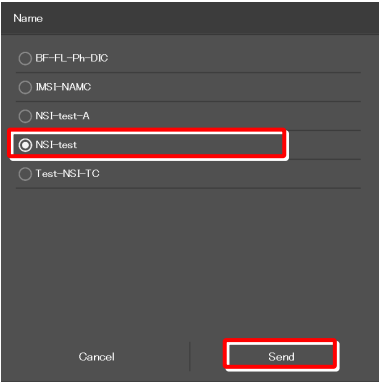 Name
BF-FL-Ph-DIC
IMSI-NAMC
NSI-test-A
NSI-test
Test-NSI-TC
Cancel
Send